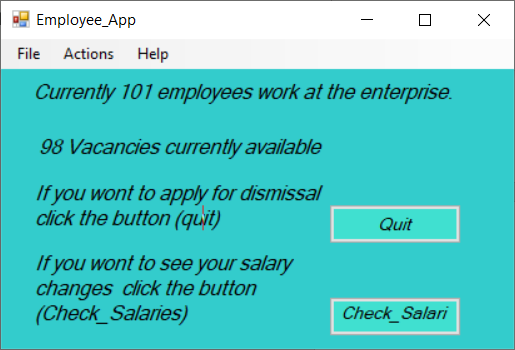 Employee_App
File Actions Help
Currently 101 employees work at the enterprise.
98 Vacancies currently available
If you wont to apply for dismissal
click the button (quit)
Quit
If you wont to see your salary
changes click the button
(Check_Salaries)
Check_Salari